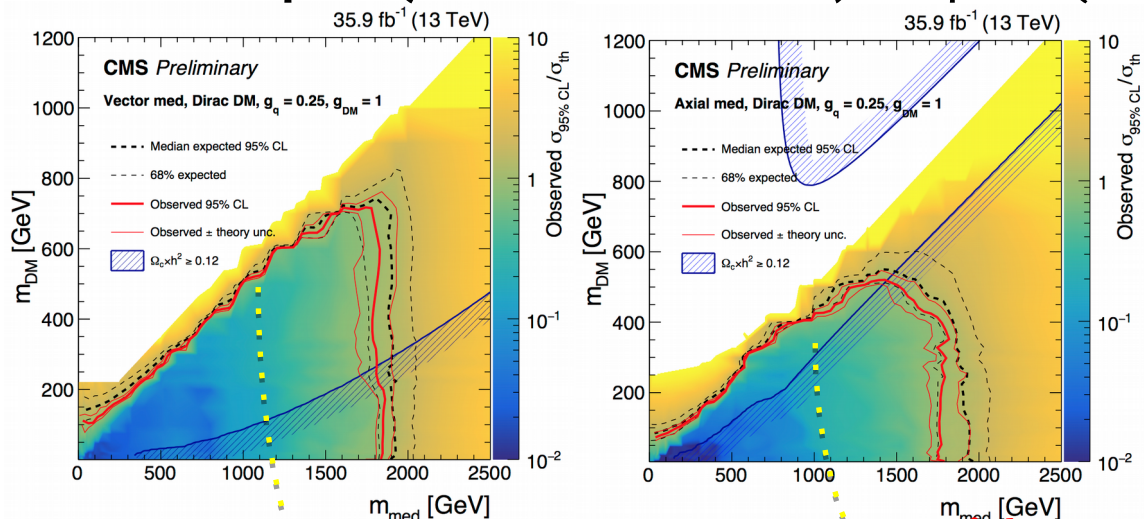 35.9 fb⁻¹ (13 TeV)
CMS Preliminary
Vector med, Dirac DM, g_q = 0.25, g_DM = 1
Median expected 95% CL
68% expected
Observed 95% CL
Observed ± theory unc.
Ω_c×h² ≥ 0.12
m_DM [GeV]
1200
1000
800
600
400
200
0 500 1000 1500 2000 2500
m_med [GeV]
10
1
10⁻¹
10⁻²
Observed σ_95% CL/σ_th
35.9 fb⁻¹ (13 TeV)
CMS Preliminary
Axial med, Dirac DM, g_q = 0.25, g_DM = 1
Median expected 95% CL
68% expected
Observed 95% CL
Observed ± theory unc.
Ω_c×h² ≥ 0.12
m_DM [GeV]
1200
1000
800
600
400
200
0 500 1000 1500 2000 2500
m_med [GeV]
10
1
10⁻¹
10⁻²
Observed σ_95% CL/σ_th